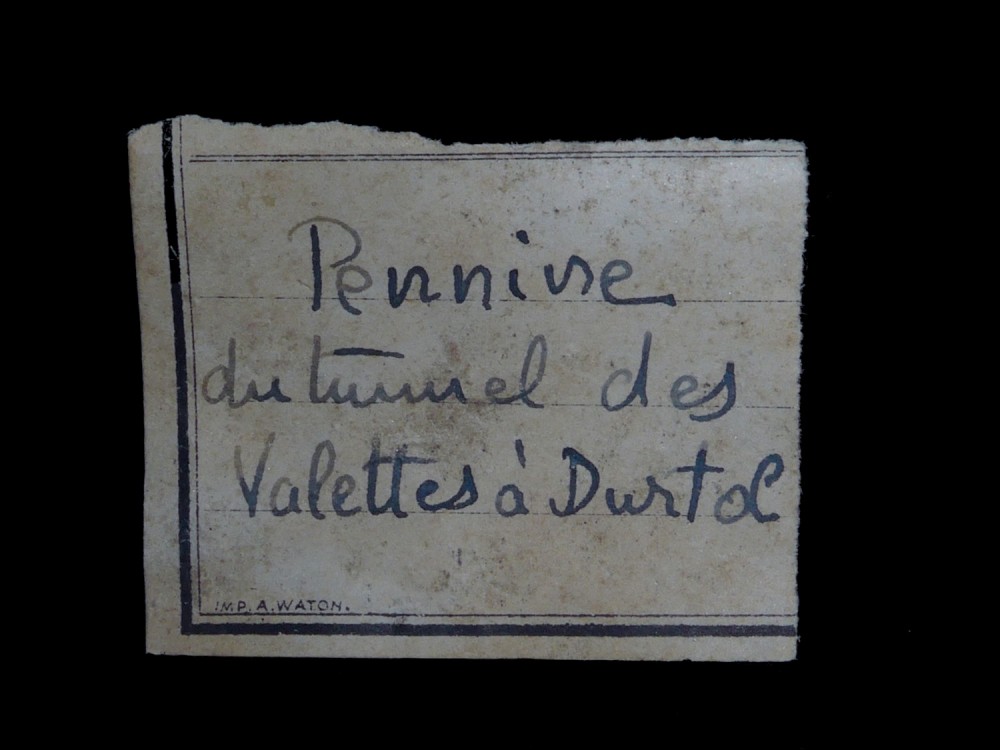 Pennine
du tunnel des
Valettes à Durtol
IMP. A. WATON.